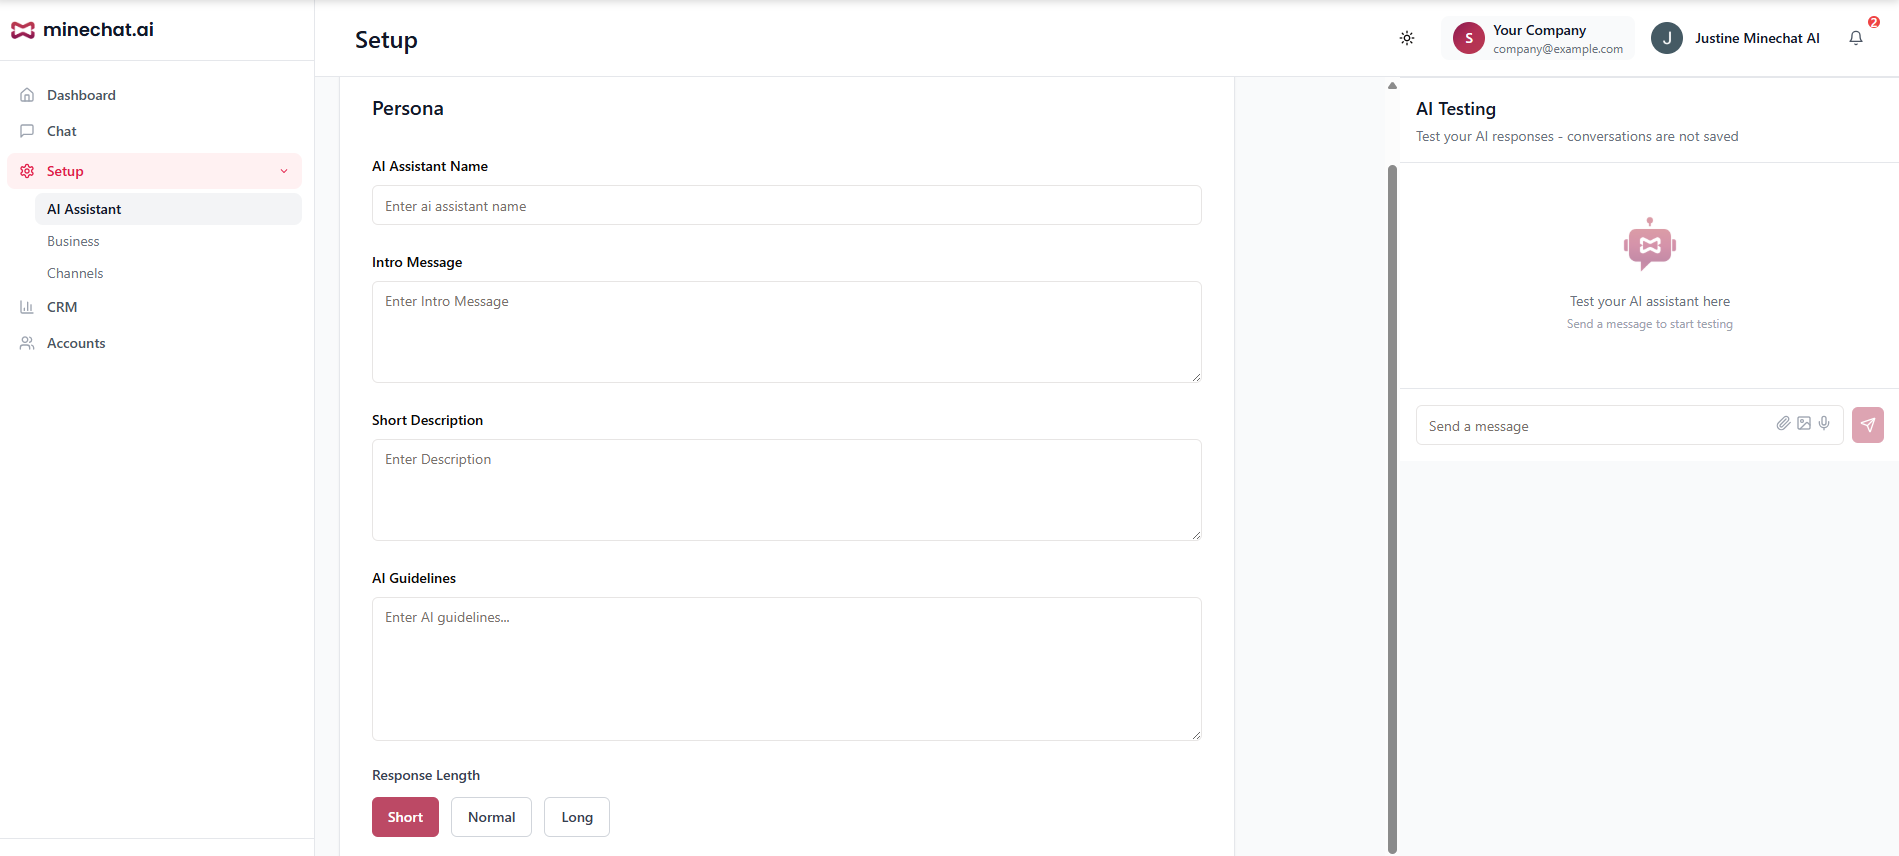 minechat.ai
Setup
S
Your Company
company@example.com
J
Justine Minechat AI
2
Dashboard
Chat
Setup
AI Assistant
Business
Channels
CRM
Accounts
Persona
AI Assistant Name
Enter ai assistant name
Intro Message
Enter Intro Message
Short Description
Enter Description
AI Guidelines
Enter AI guidelines...
Response Length
Short
Normal
Long
AI Testing
Test your AI responses - conversations are not saved
Test your AI assistant here
Send a message to start testing
Send a message